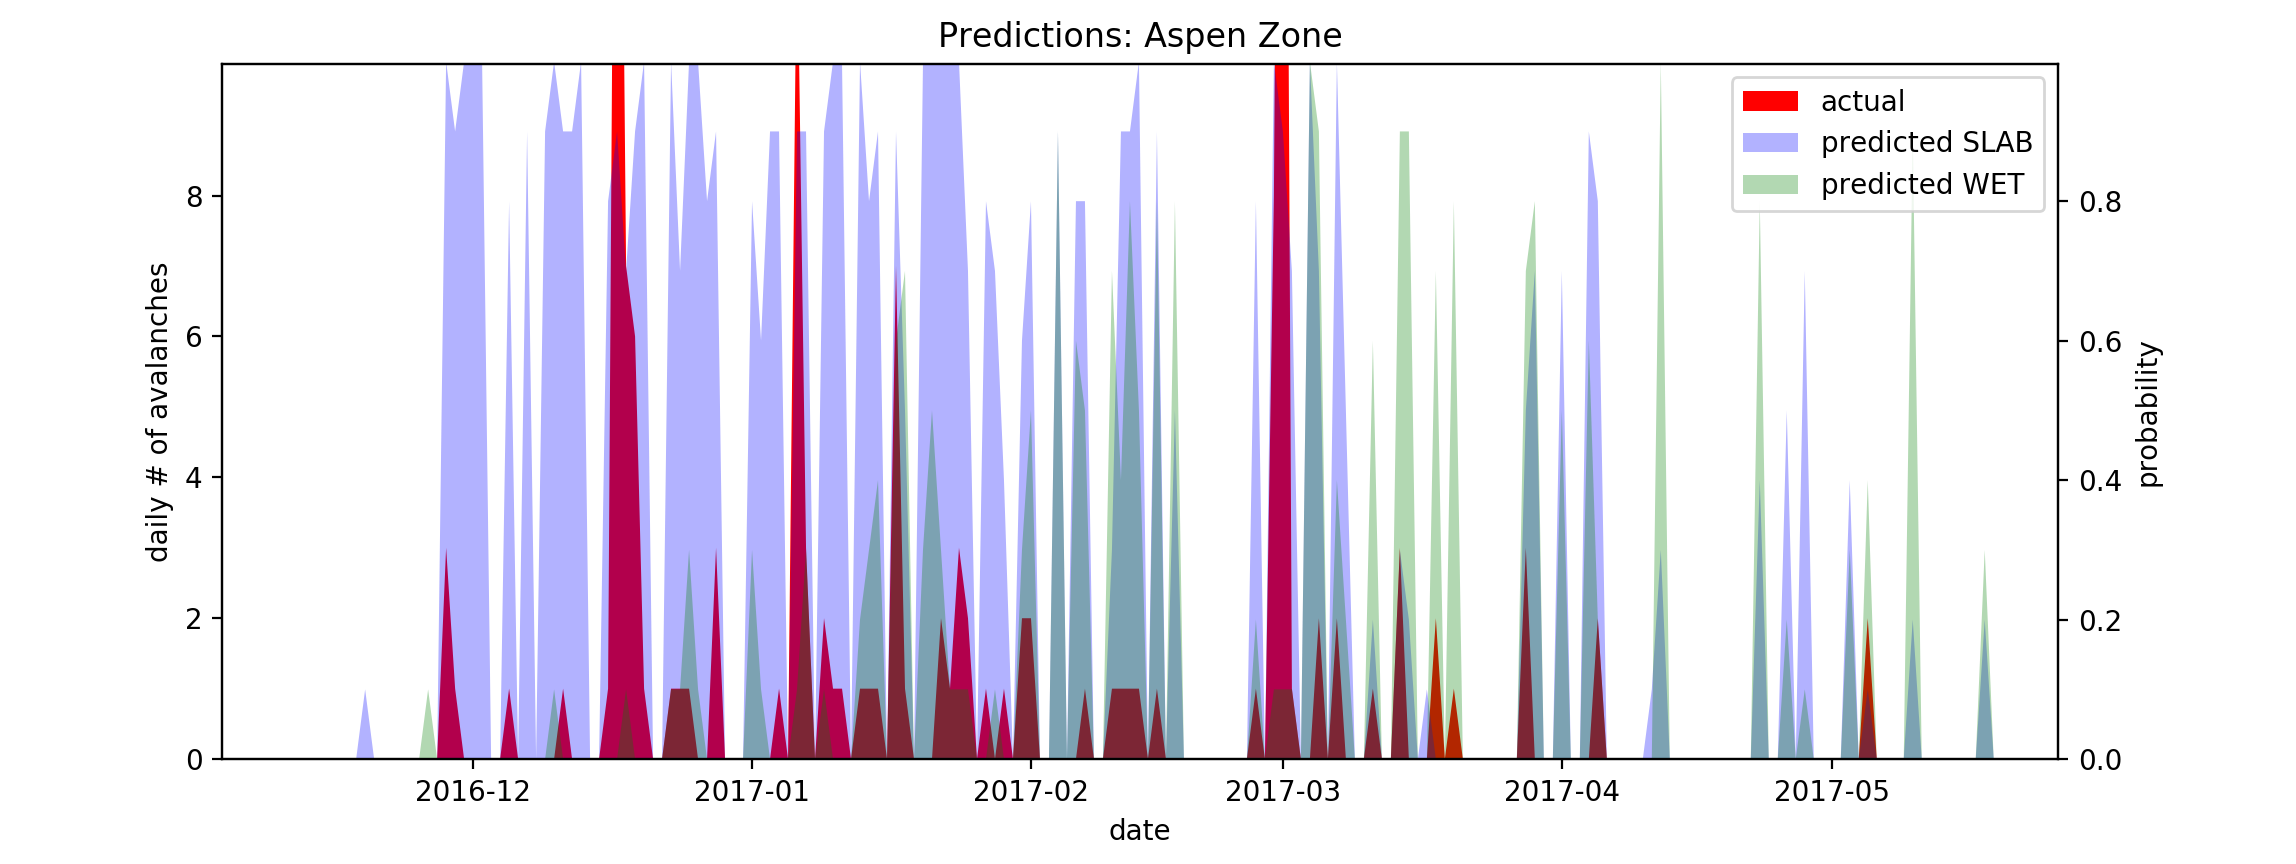 Predictions: Aspen Zone
actual
predicted SLAB
predicted WET
daily # of avalanches
8
6
4
2
0
0.8
0.6
0.4
0.2
0.0
probability
2016-12 2017-01 2017-02 2017-03 2017-04 2017-05
date